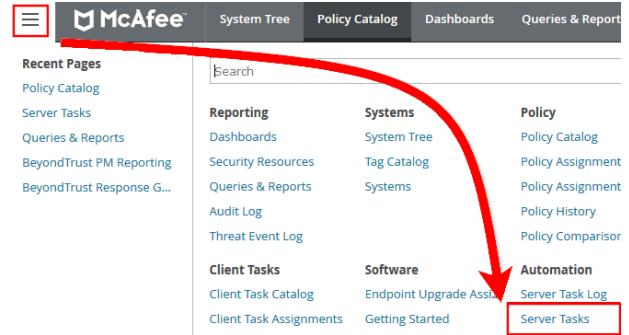 McAfee™ System Tree Policy Catalog Dashboards Queries & Report
Recent Pages
Policy Catalog
Server Tasks
Queries & Reports
BeyondTrust PM Reporting
BeyondTrust Response G...
Search
Reporting
Dashboards
Security Resources
Queries & Reports
Audit Log
Threat Event Log
Systems
System Tree
Tag Catalog
Systems
Policy
Policy Catalog
Policy Assignment
Policy Assignment
Policy History
Policy Comparison
Client Tasks
Client Task Catalog
Client Task Assignments
Software
Endpoint Upgrade Assi...
Getting Started
Automation
Server Task Log
Server Tasks